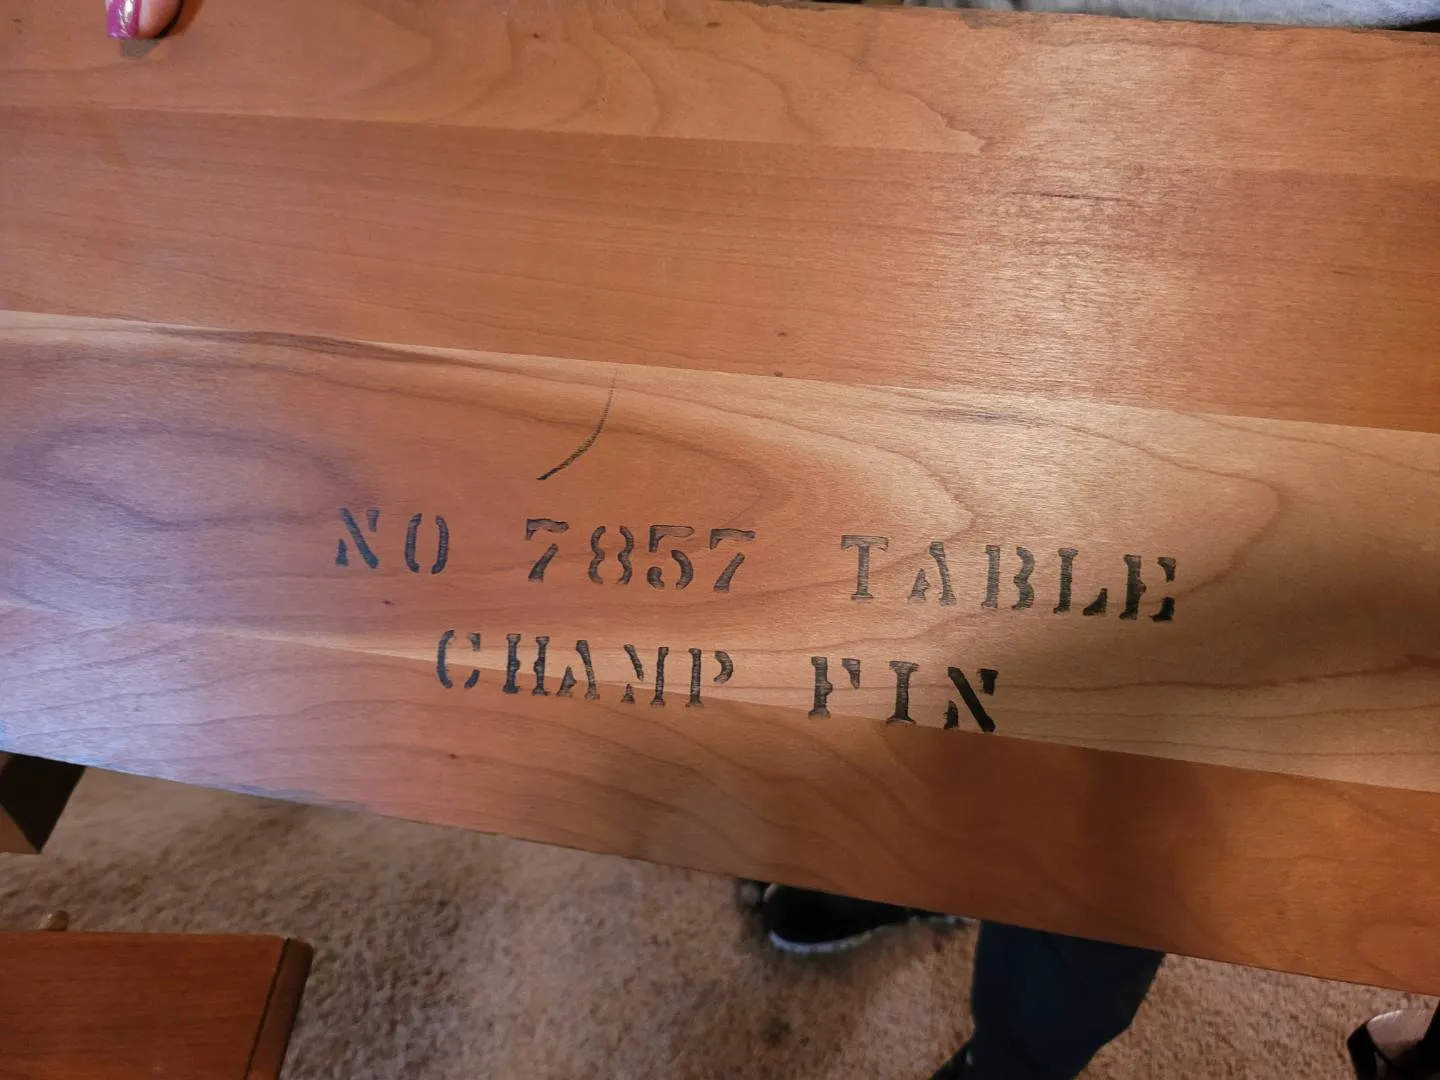 NO 7857 TABLE
CHAMP FIN